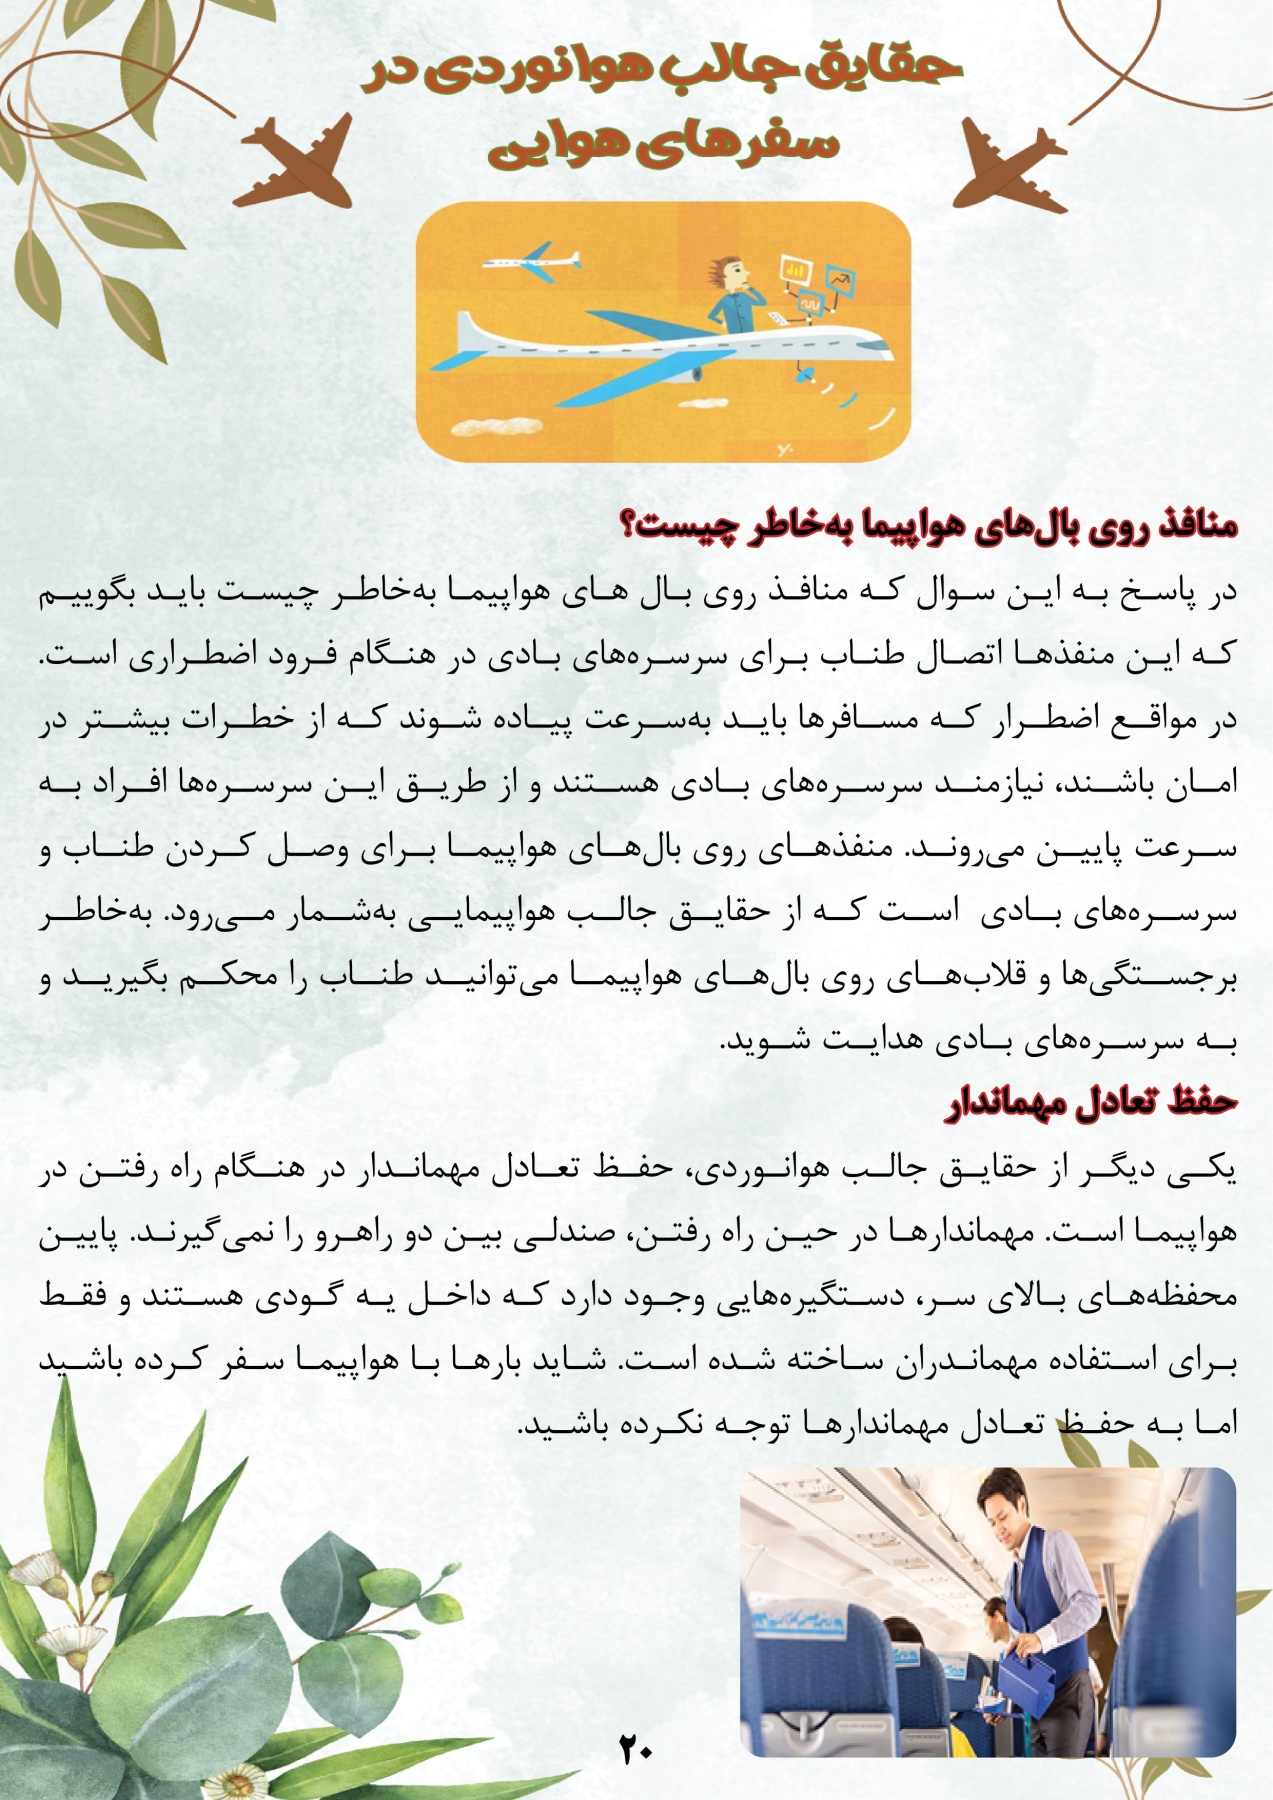 حقایق جالب هوانوردی در
سفرهای هوایی
منافذ روی بال‌های هواپیما به‌خاطر چیست؟
در پاسخ به این سوال که منافذ روی بال های هواپیما به‌خاطر چیست باید بگوییم
که این منفذها اتصال طناب برای سرسره‌های بادی در هنگام فرود اضطراری است.
در مواقع اضطرار که مسافرها باید به‌سرعت پیاده شوند که از خطرات بیشتر در
امان باشند، نیازمند سرسره‌های بادی هستند و از طریق این سرسره‌ها افراد به
سرعت پایین می‌روند. منفذهای روی بال‌های هواپیما برای وصل کردن طناب و
سرسره‌های بادی است که از حقایق جالب هواپیمایی به‌شمار می‌رود. به‌خاطر
برجستگی‌ها و قلاب‌های روی بال‌های هواپیما می‌توانید طناب را محکم بگیرید و
به سرسره‌های بادی هدایت شوید.
حفظ تعادل مهماندار
یکی دیگر از حقایق جالب هوانوردی، حفظ تعادل مهماندار در هنگام راه رفتن در
هواپیما است. مهماندارها در حین راه رفتن، صندلی بین دو راهرو را نمی‌گیرند. پایین
محفظه‌های بالای سر، دستگیره‌هایی وجود دارد که داخل یه گودی هستند و فقط
برای استفاده مهماندران ساخته شده است. شاید بارها با هواپیما سفر کرده باشید
اما به حفظ تعادل مهماندارها توجه نکرده باشید.
۲۰